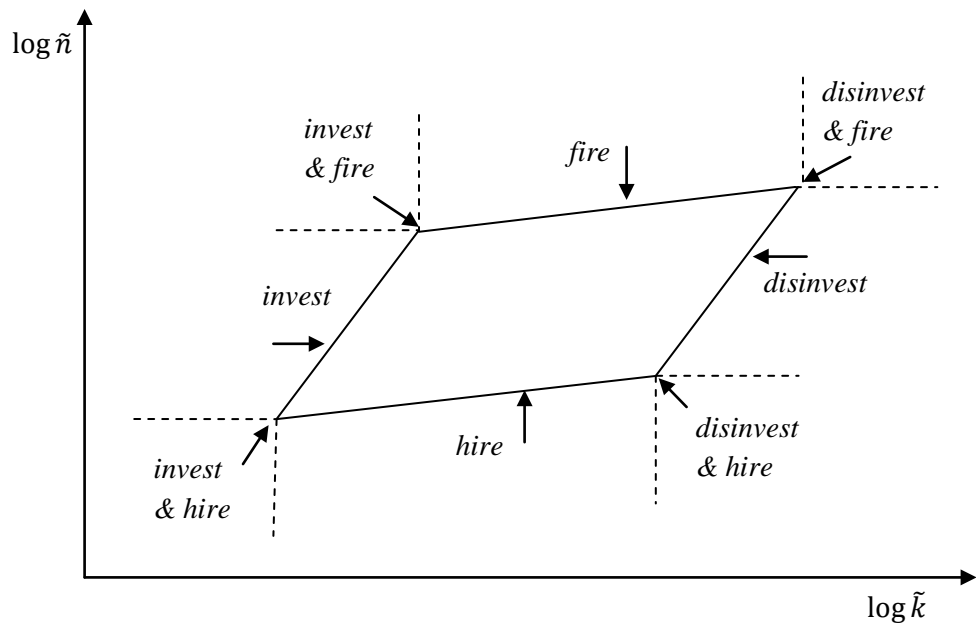 log ñ
disinvest
& fire
invest
& fire
fire
invest
disinvest
hire
disinvest
& hire
invest
& hire
log k̃